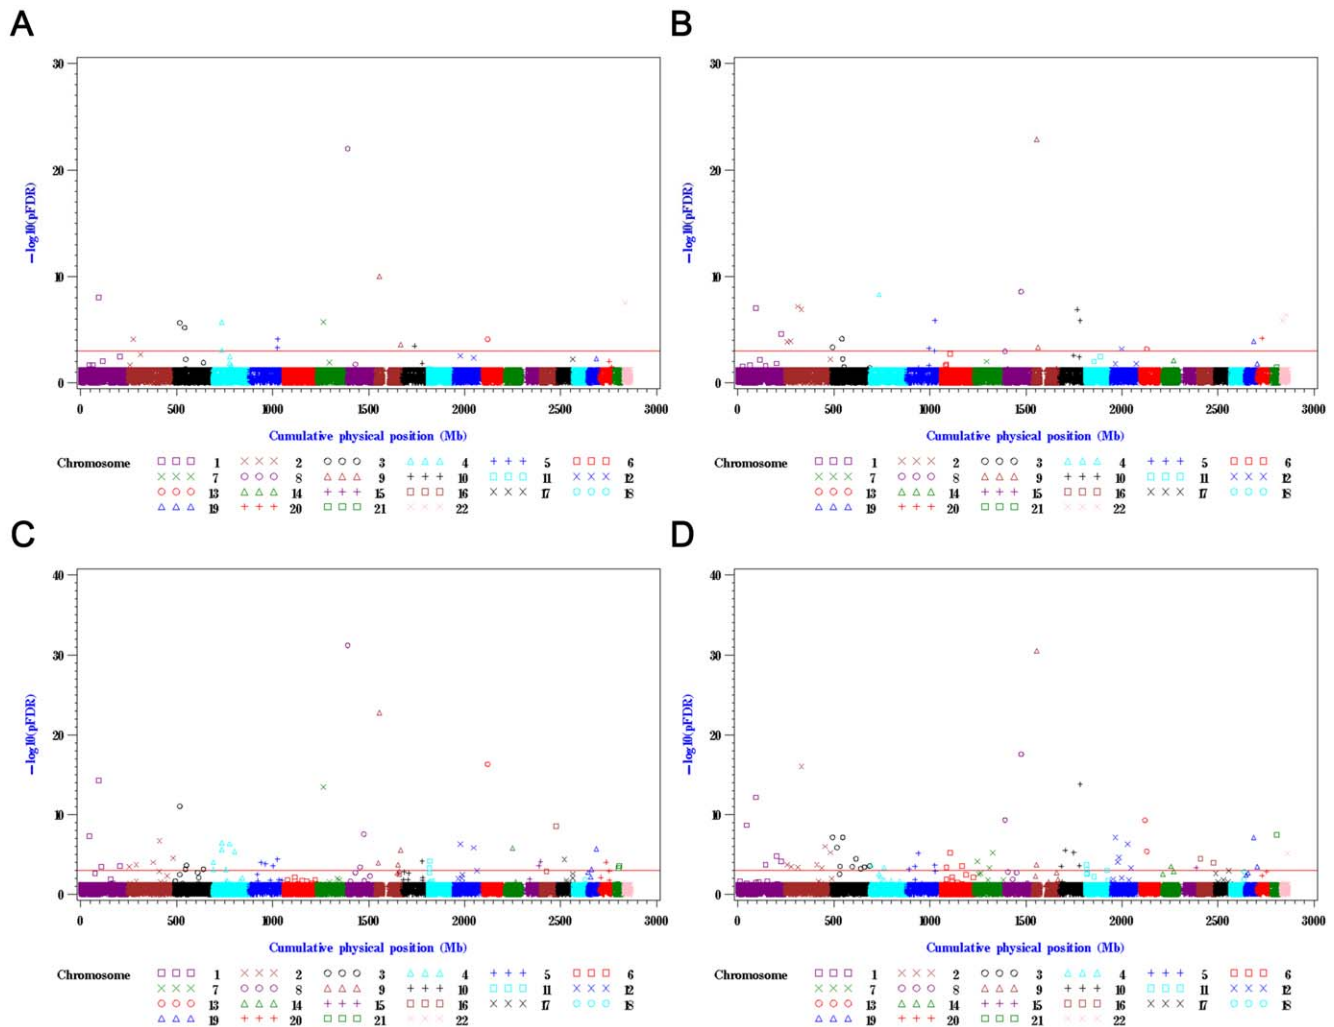 A
B
30
20
10
0
−log10(pFDR)
0 500 1000 1500 2000 2500 3000
Cumulative physical position (Mb)
Chromosome 1 2 3 4 5 6
7 8 9 10 11 12
13 14 15 16 17 18
19 20 21 22
30
20
10
0
−log10(pFDR)
0 500 1000 1500 2000 2500 3000
Cumulative physical position (Mb)
Chromosome 1 2 3 4 5 6
7 8 9 10 11 12
13 14 15 16 17 18
19 20 21 22
C
D
40
30
20
10
0
−log10(pFDR)
0 500 1000 1500 2000 2500 3000
Cumulative physical position (Mb)
Chromosome 1 2 3 4 5 6
7 8 9 10 11 12
13 14 15 16 17 18
19 20 21 22
40
30
20
10
0
−log10(pFDR)
0 500 1000 1500 2000 2500 3000
Cumulative physical position (Mb)
Chromosome 1 2 3 4 5 6
7 8 9 10 11 12
13 14 15 16 17 18
19 20 21 22